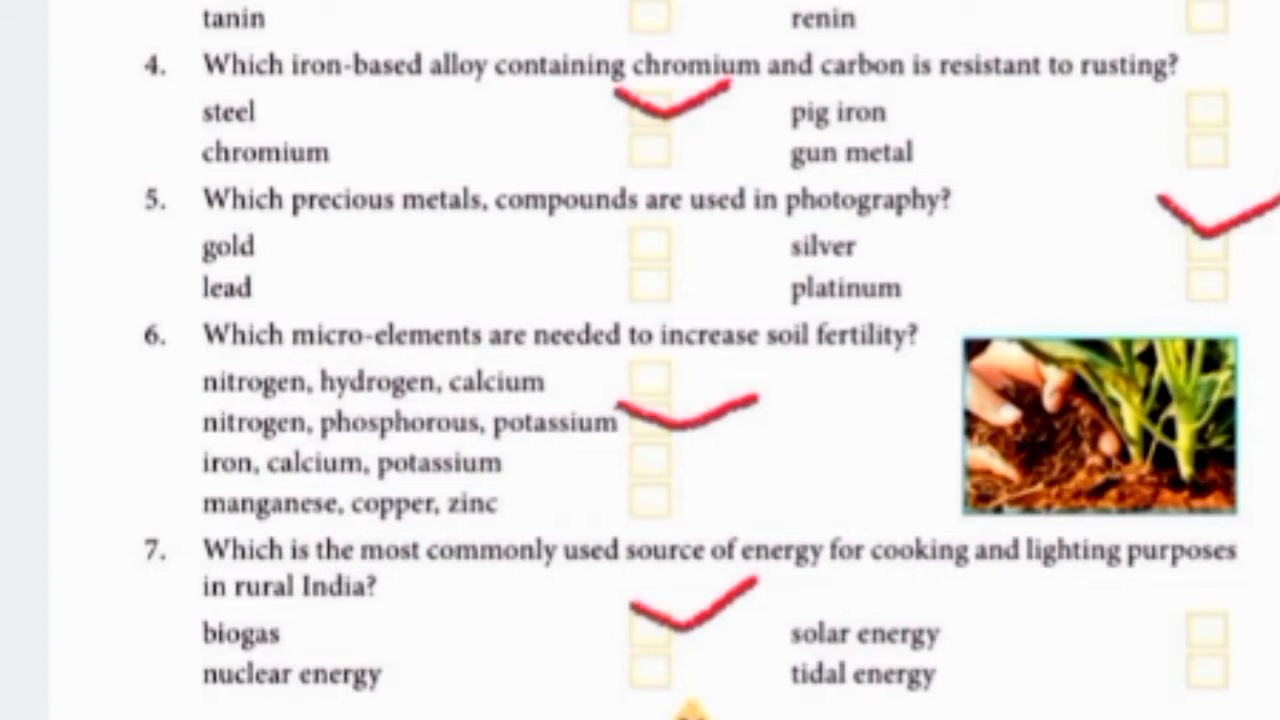 tanin renin
4. Which iron-based alloy containing chromium and carbon is resistant to rusting?
steel pig iron
chromium gun metal
5. Which precious metals, compounds are used in photography?
gold silver
lead platinum
6. Which micro-elements are needed to increase soil fertility?
nitrogen, hydrogen, calcium
nitrogen, phosphorous, potassium
iron, calcium, potassium
manganese, copper, zinc
7. Which is the most commonly used source of energy for cooking and lighting purposes
in rural India?
biogas solar energy
nuclear energy tidal energy